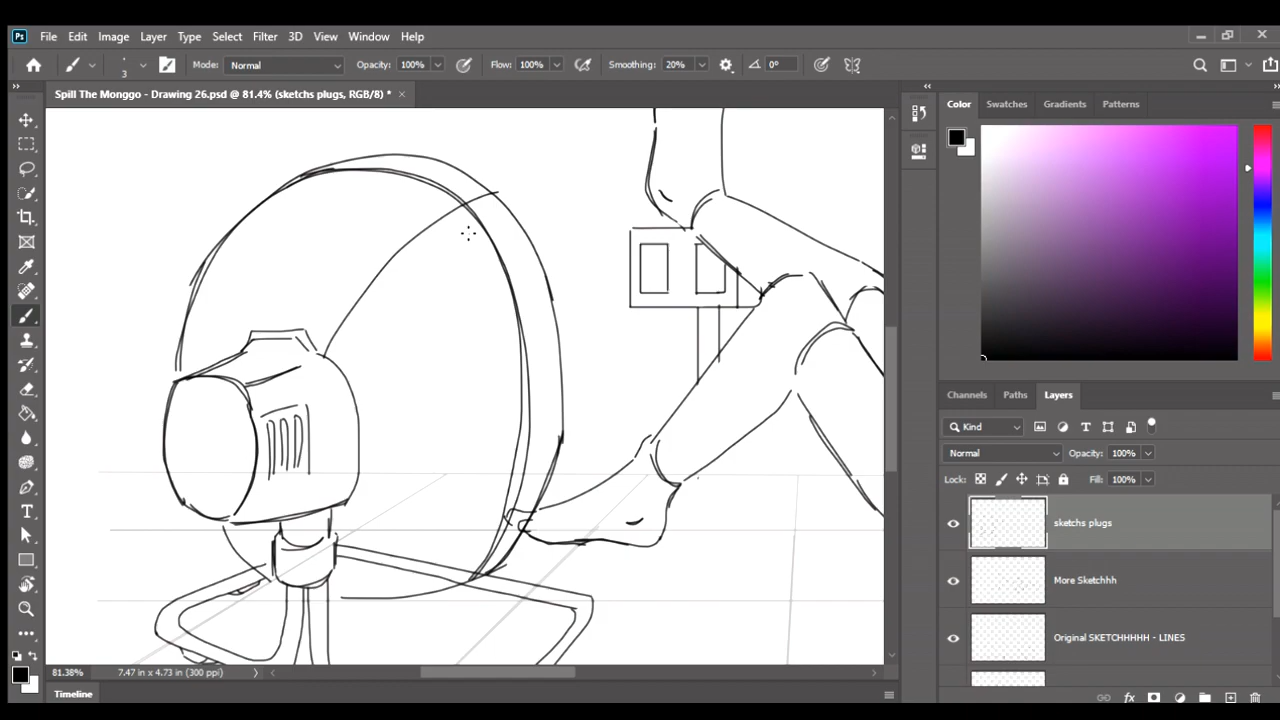 Ps File Edit Image Layer Type Select Filter 3D View Window Help
3 Mode: Normal Opacity: 100% Flow: 100% Smoothing: 20% 0°
Spill The Monggo - Drawing 26.psd @ 81.4% (sketchs plugs, RGB/8) *
Color Swatches Gradients Patterns
Channels Paths Layers
Kind
Normal Opacity: 100%
Lock: Fill: 100%
sketchs plugs
More Sketchhh
Original SKETCHHHHH - LINES
81.38% 7.47 in x 4.73 in (300 ppi)
Timeline